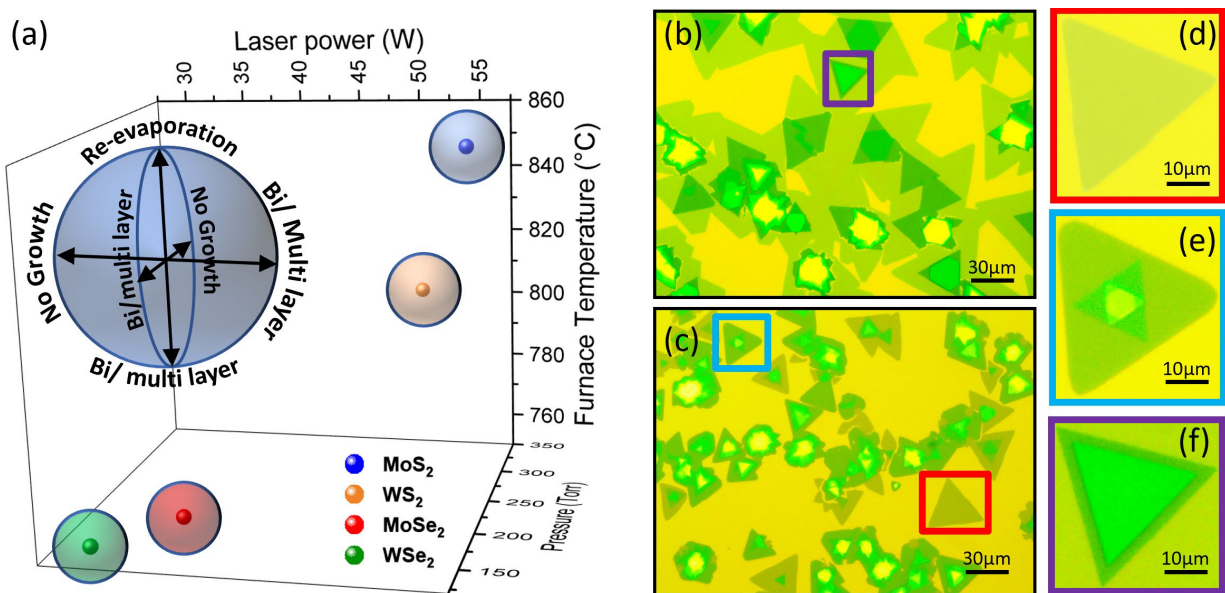 (a)
Laser power (W)
30 35 40 45 50 55
Re-evaporation
No Growth
Bi/multi layer
No Growth
Bi/ Multi layer
Bi/ multi layer
860
840
820
800
780
760
Furnace Temperature (°C)
350
300
250
200
150
Pressure (Torr)
MoS₂
WS₂
MoSe₂
WSe₂
(b)
30μm
(c)
30μm
(d)
10μm
(e)
10μm
(f)
10μm